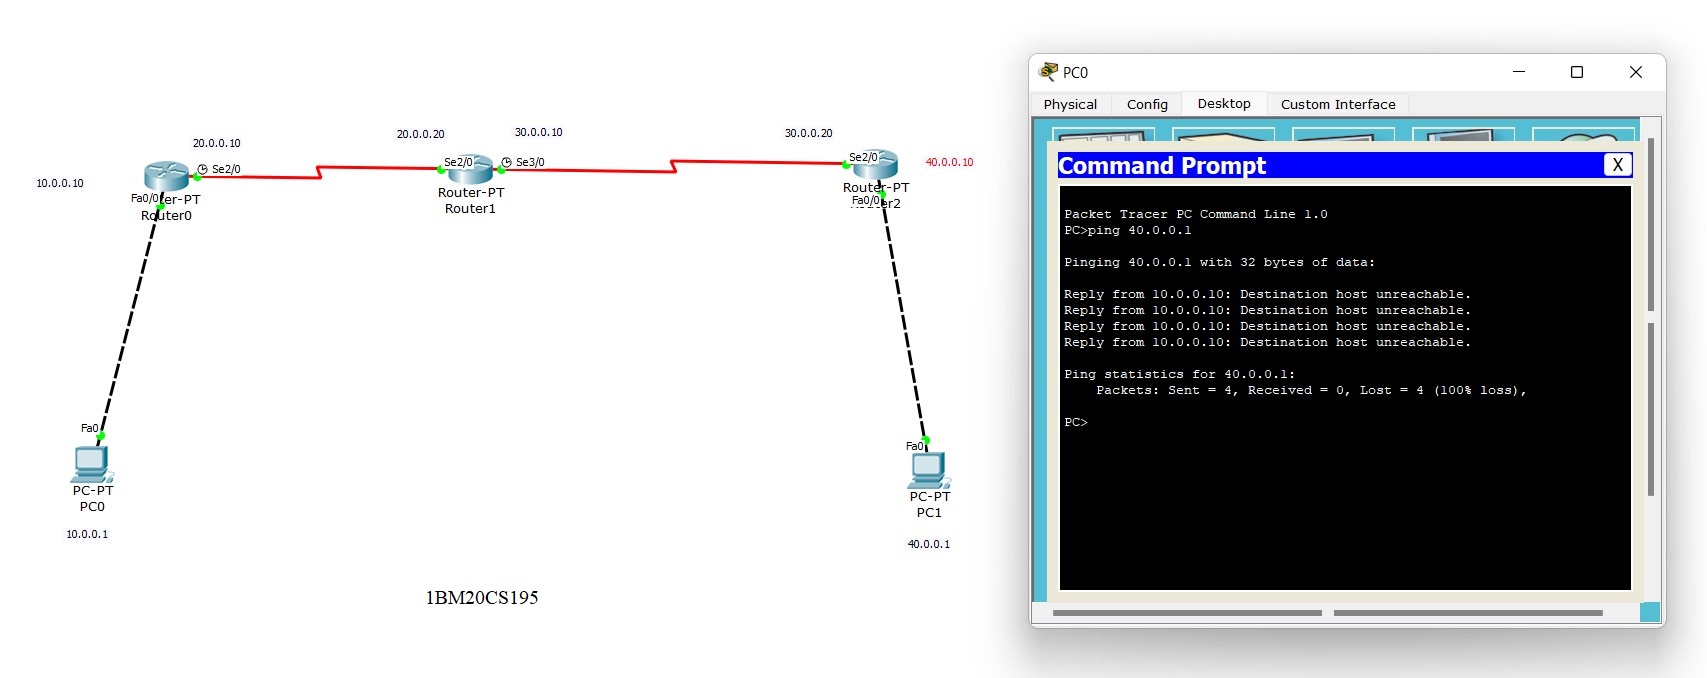 20.0.0.10
20.0.0.20
30.0.0.10
30.0.0.20
10.0.0.10
Se2/0
Se2/0
Se3/0
Se2/0
40.0.0.10
Fa0/0
ter-PT
Router0
Router-PT
Router1
Router-PT
Fa0/0
er2
Fa0
PC-PT
PC0
10.0.0.1
Fa0
PC-PT
PC1
40.0.0.1
1BM20CS195
PC0
Physical
Config
Desktop
Custom Interface
Command Prompt
X
Packet Tracer PC Command Line 1.0
PC>ping 40.0.0.1
Pinging 40.0.0.1 with 32 bytes of data:
Reply from 10.0.0.10: Destination host unreachable.
Reply from 10.0.0.10: Destination host unreachable.
Reply from 10.0.0.10: Destination host unreachable.
Reply from 10.0.0.10: Destination host unreachable.
Ping statistics for 40.0.0.1:
Packets: Sent = 4, Received = 0, Lost = 4 (100% loss),
PC>